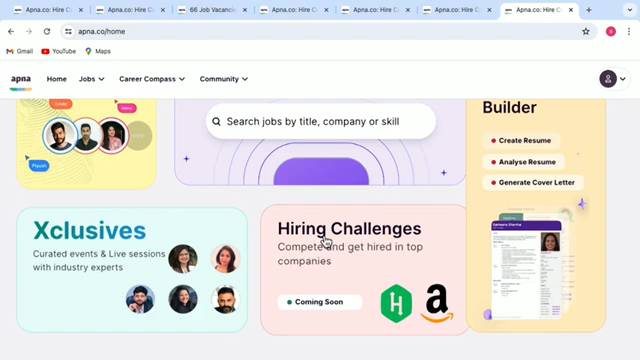 Apna.co: Hire C
Apna.co: Hire C
66 Job Vacanci
Apna.co: Hire C
Apna.co: Hire C
Apna.co: Hire C
apna.co/home
Gmail
YouTube
Maps
apna
Home
Jobs
Career Compass
Community
Search jobs by title, company or skill
Piyush
Builder
Create Resume
Analyse Resume
Generate Cover Letter
Xclusives
Curated events & Live sessions
with industry experts
Hiring Challenges
Compete and get hired in top
companies
Coming Soon